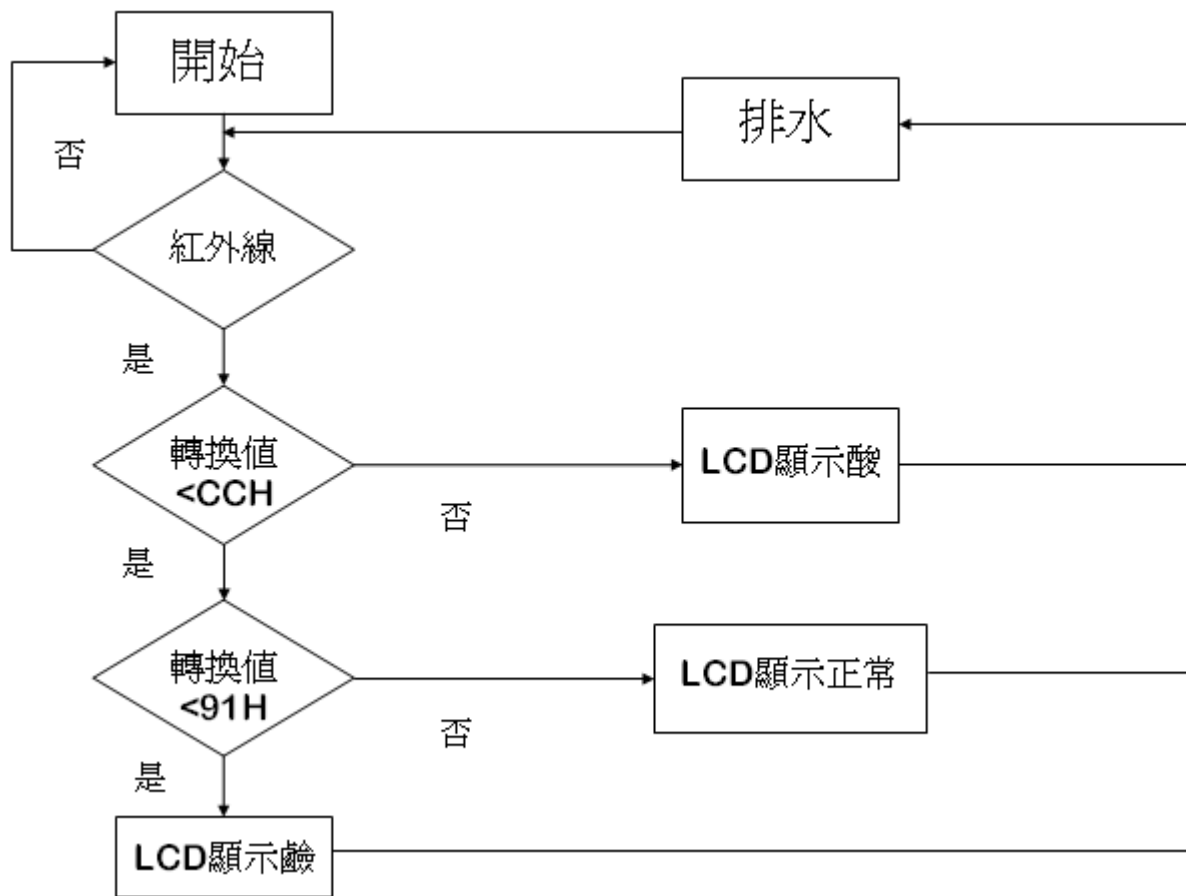 開始
否
排水
紅外線
是
轉換值
<CCH
否
LCD顯示酸
是
轉換值
<91H
否
LCD顯示正常
是
LCD顯示鹼